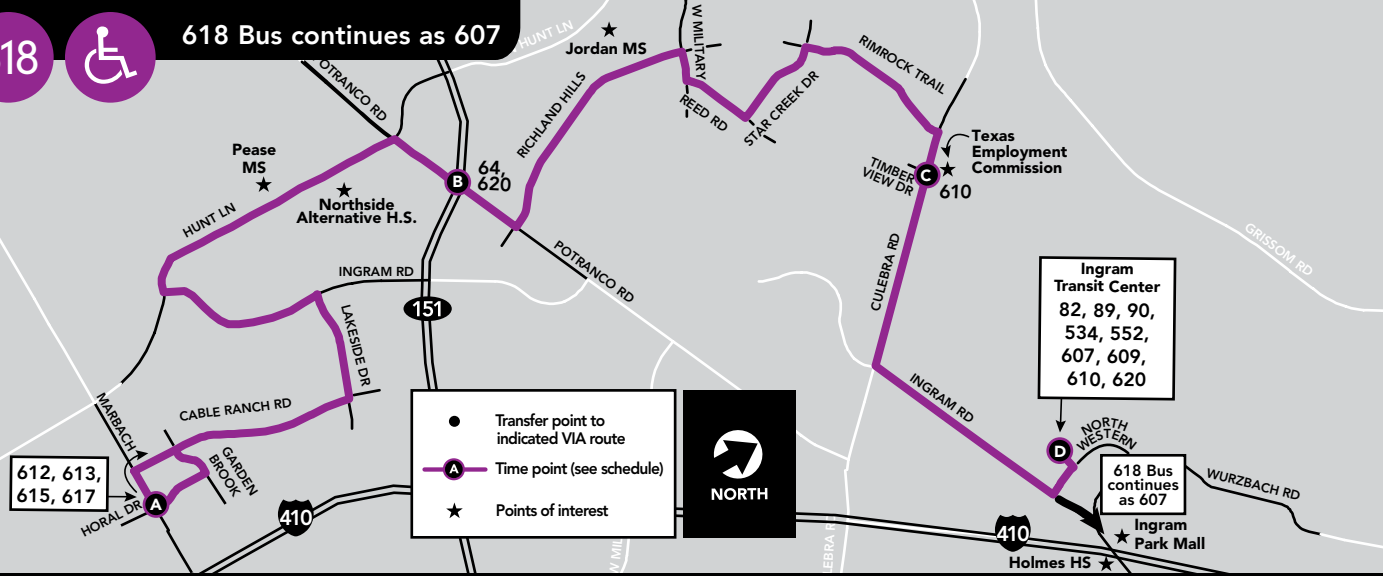 18
618 Bus continues as 607
HUNT LN
Jordan MS
W MILITARY
RIMROCK TRAIL
OTRANCO RD
RICHLAND HILLS
REED RD
STAR CREEK DR
Texas
Employment
Commission
Pease
MS
64,
620
B
TIMBER
VIEW DR
C
610
Northside
Alternative H.S.
HUNT LN
POTRANCO RD
GRISSOM RD
INGRAM RD
CULEBRA RD
Ingram
Transit Center
82, 89, 90,
534, 552,
607, 609,
610, 620
151
LAKESIDE DR
INGRAM RD
MARBACH
CABLE RANCH RD
GARDEN
BROOK
Transfer point to
indicated VIA route
A
Time point (see schedule)
Points of interest
NORTH
D
NORTH
WESTERN
618 Bus
continues
as 607
WURZBACH RD
612, 613,
615, 617
A
HORAL DR
410
W MIL
LEBRA R
410
Ingram
Park Mall
Holmes HS